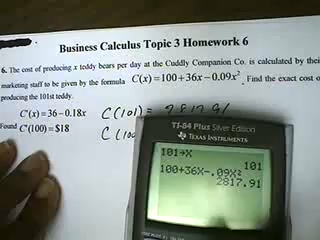 Business Calculus Topic 3 Homework 6
6. The cost of producing x teddy bears per day at the Cuddly Companion Co. is calculated by their
marketing staff to be given by the formula C(x) = 100 + 36x − 0.09x². Find the exact cost of
producing the 101st teddy.
C'(x) = 36 − 0.18x C(101) = 2817.91
Found C'(100) = $18 C(100
TI-84 Plus Silver Edition
TEXAS INSTRUMENTS
101→X
101
100+36X-.09X²
2817.91